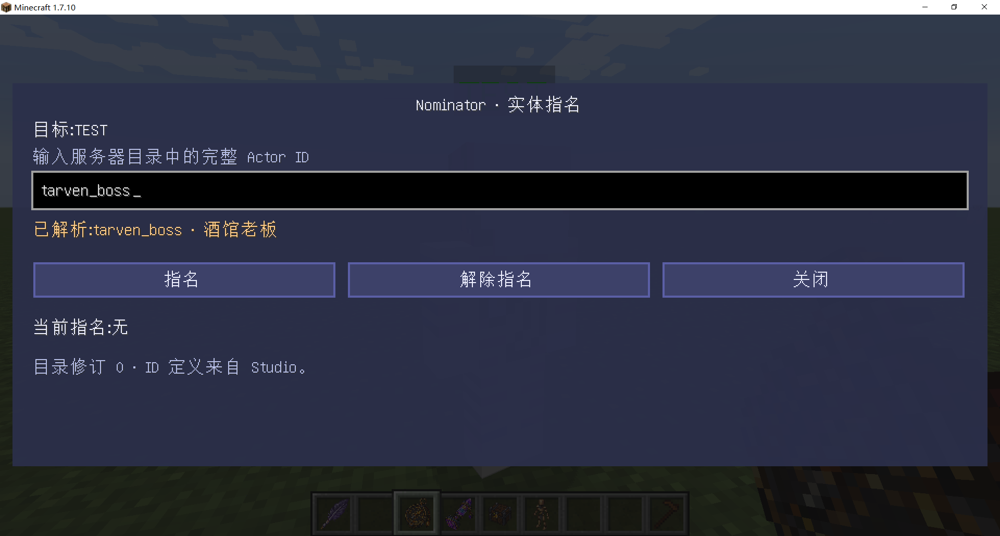 Minecraft 1.7.10
Nominator · 实体指名
目标:TEST
输入服务器目录中的完整 Actor ID
tarven_boss_
已解析:tarven_boss · 酒馆老板
指名
解除指名
关闭
当前指名:无
目录修订 0 · ID 定义来自 Studio。